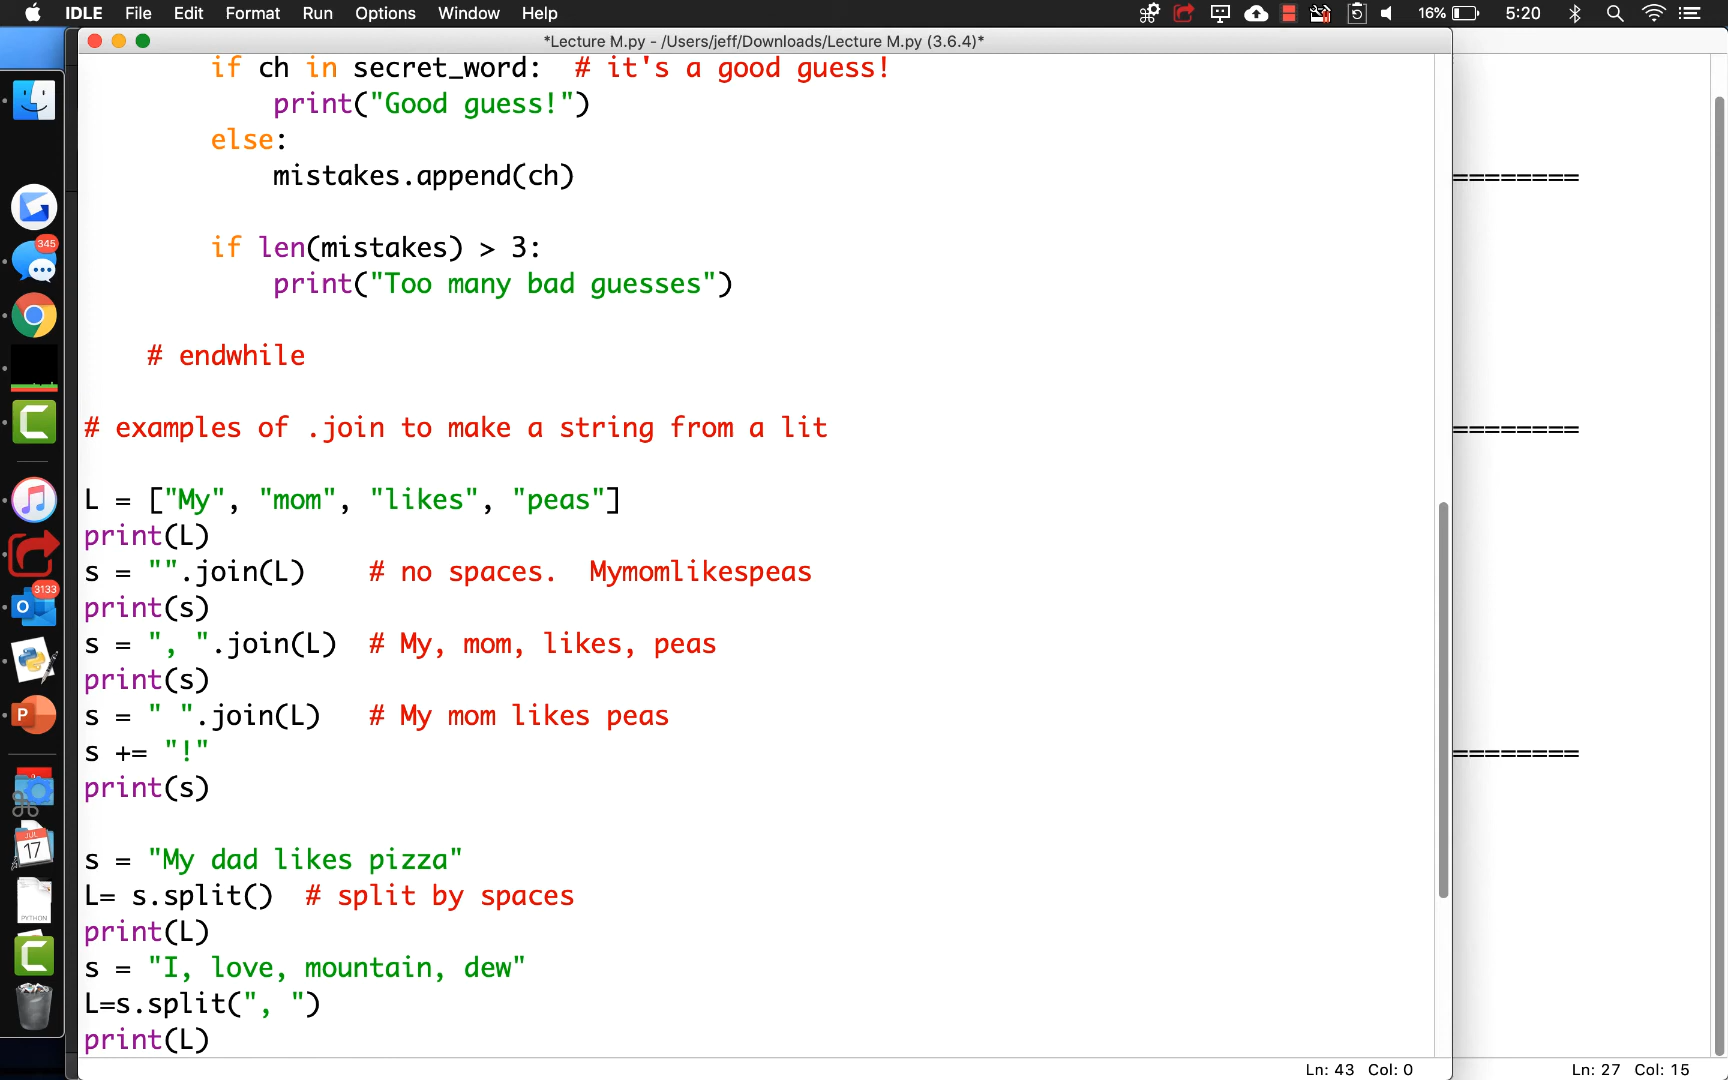 IDLE File Edit Format Run Options Window Help 16% 5:20
*Lecture M.py - /Users/jeff/Downloads/Lecture M.py (3.6.4)*
if ch in secret_word:  # it's a good guess!
print("Good guess!")
else:
mistakes.append(ch)
if len(mistakes) > 3:
print("Too many bad guesses")
# endwhile
# examples of .join to make a string from a lit
L = ["My", "mom", "likes", "peas"]
print(L)
s = "".join(L)    # no spaces.  Mymomlikespeas
print(s)
s = ", ".join(L)  # My, mom, likes, peas
print(s)
s = " ".join(L)   # My mom likes peas
s += "!"
print(s)
s = "My dad likes pizza"
L= s.split()  # split by spaces
print(L)
s = "I, love, mountain, dew"
L=s.split(", ")
print(L)
Ln: 43 Col: 0
========
========
========
Ln: 27 Col: 15
345
3133
O
P
JUL
17
PYTHON